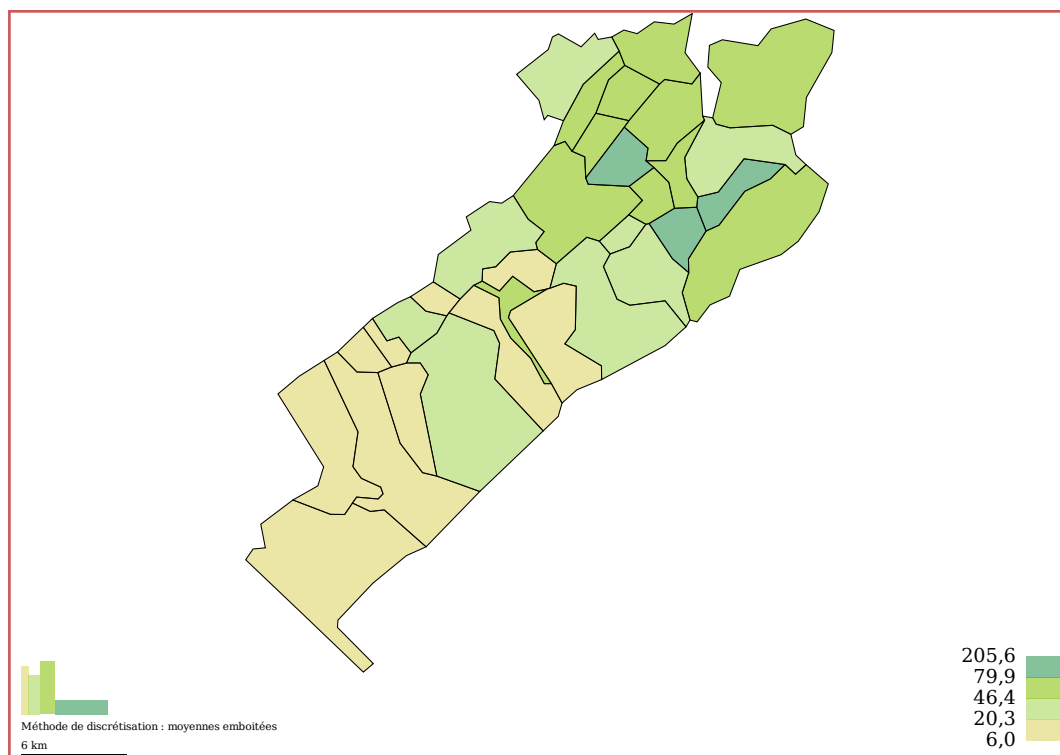 205,6
79,9
46,4
20,3
6,0
Méthode de discrétisation : moyennes emboitées
6 km